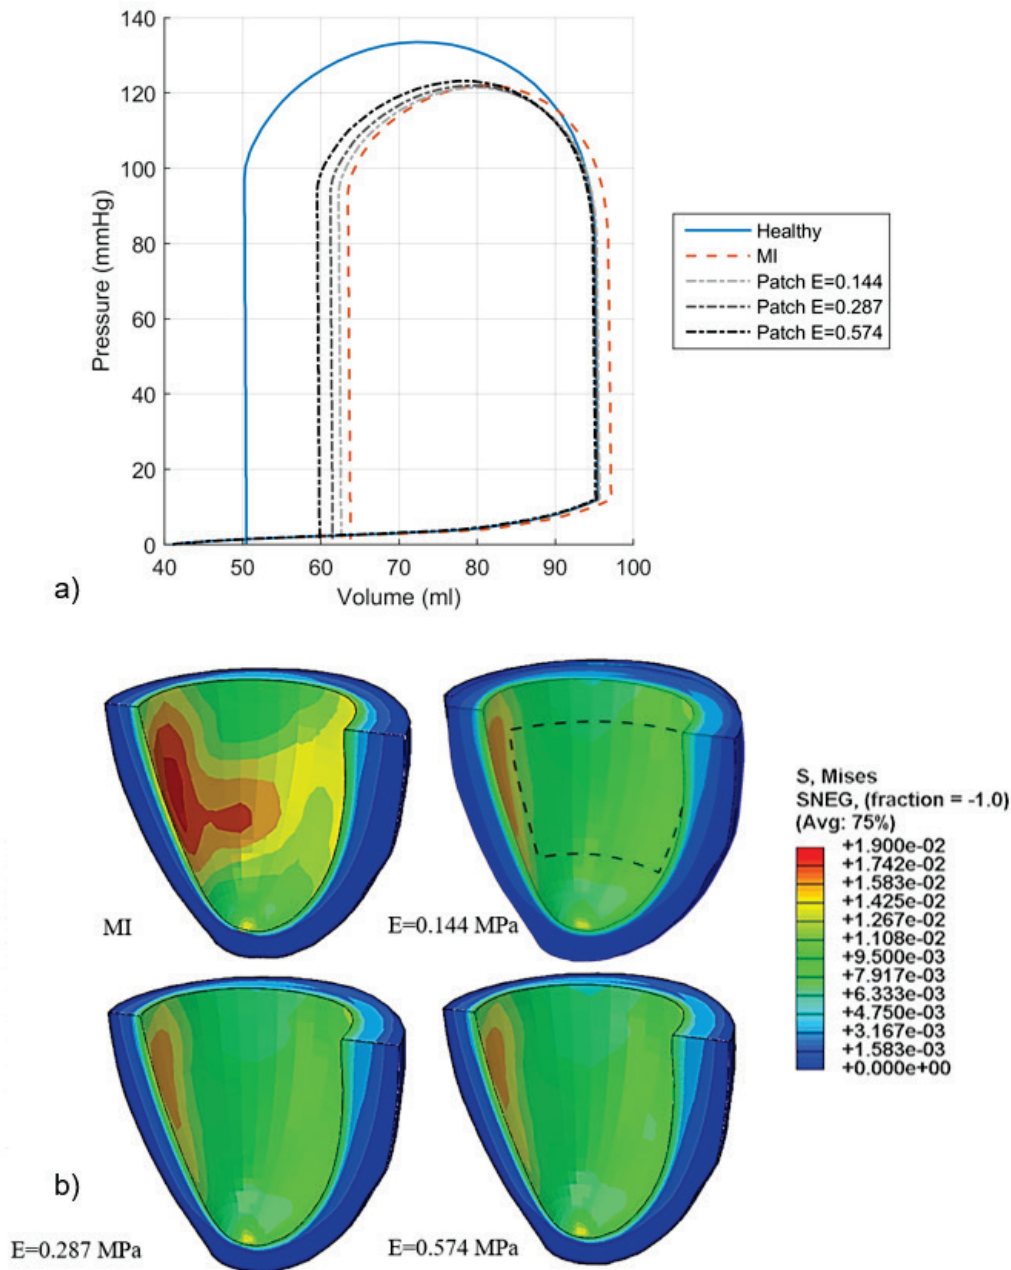 140
120
100
80
60
40
20
0
Pressure (mmHg)
40 50 60 70 80 90 100
Volume (ml)
Healthy
MI
Patch E=0.144
Patch E=0.287
Patch E=0.574
a)
MI
E=0.144 MPa
S, Mises
SNEG, (fraction = -1.0)
(Avg: 75%)
+1.900e-02
+1.742e-02
+1.583e-02
+1.425e-02
+1.267e-02
+1.108e-02
+9.500e-03
+7.917e-03
+6.333e-03
+4.750e-03
+3.167e-03
+1.583e-03
+0.000e+00
b)
E=0.287 MPa
E=0.574 MPa